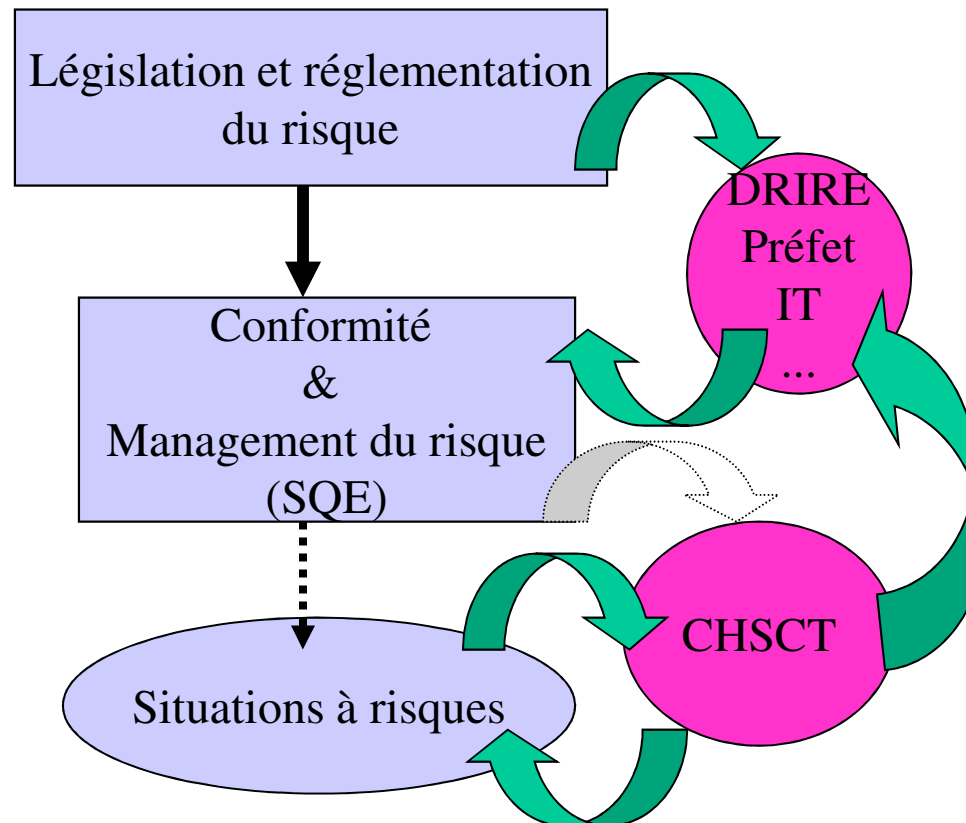 Législation et réglementation
du risque
DRIRE
Préfet
IT
...
Conformité
&
Management du risque
(SQE)
CHSCT
Situations à risques